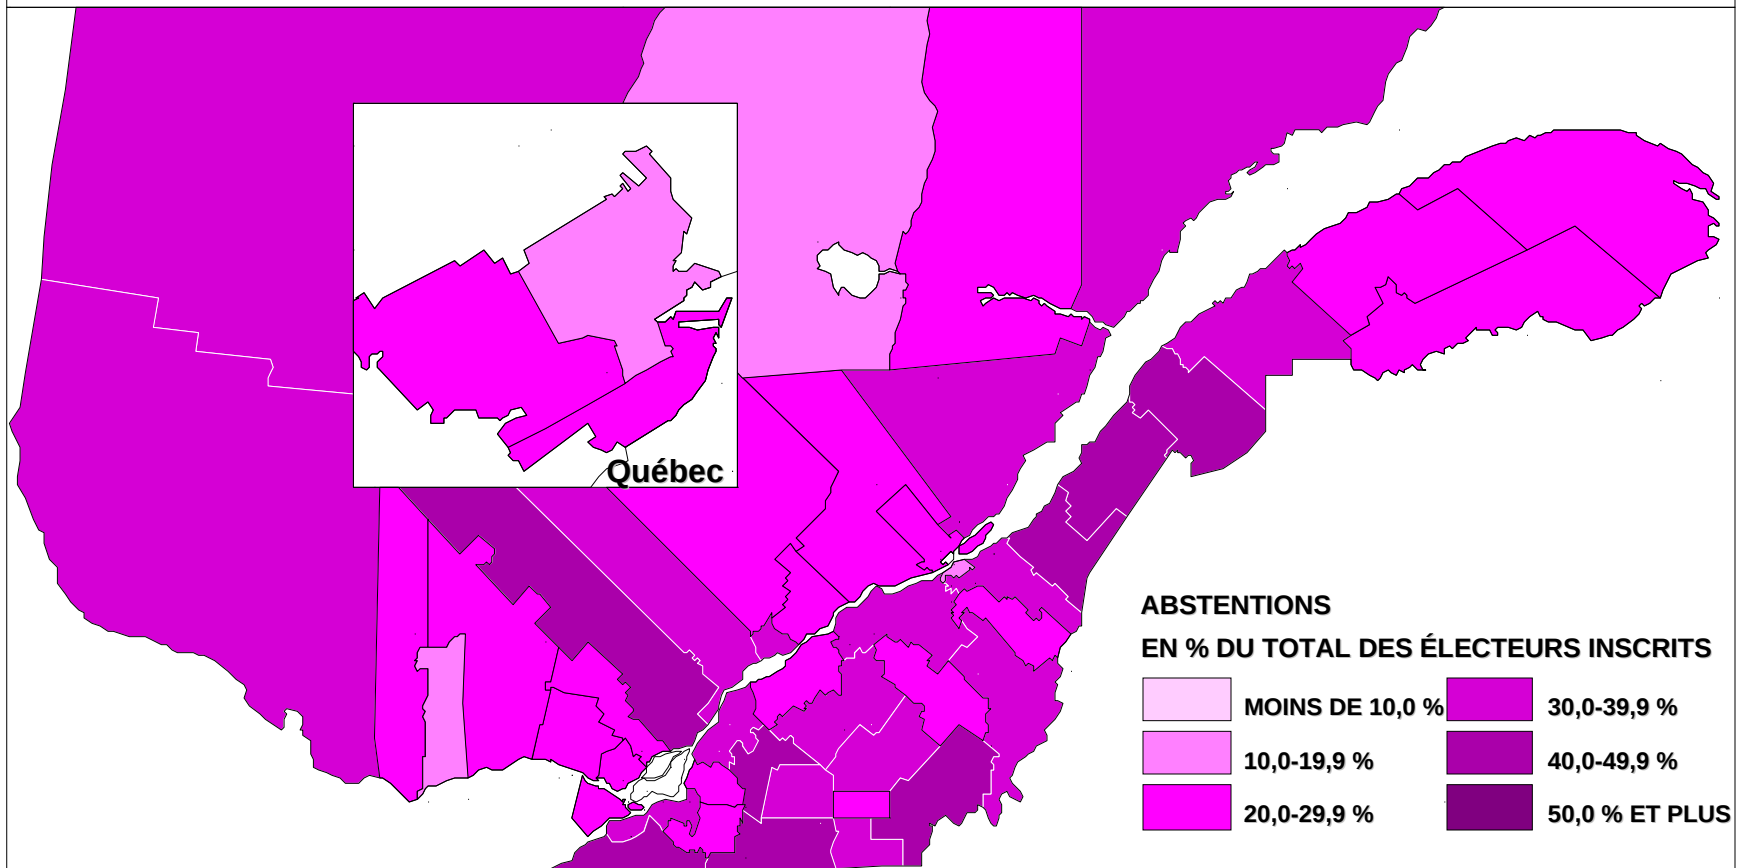 Québec
ABSTENTIONS
EN % DU TOTAL DES ÉLECTEURS INSCRITS
MOINS DE 10,0 %
30,0-39,9 %
10,0-19,9 %
40,0-49,9 %
20,0-29,9 %
50,0 % ET PLUS